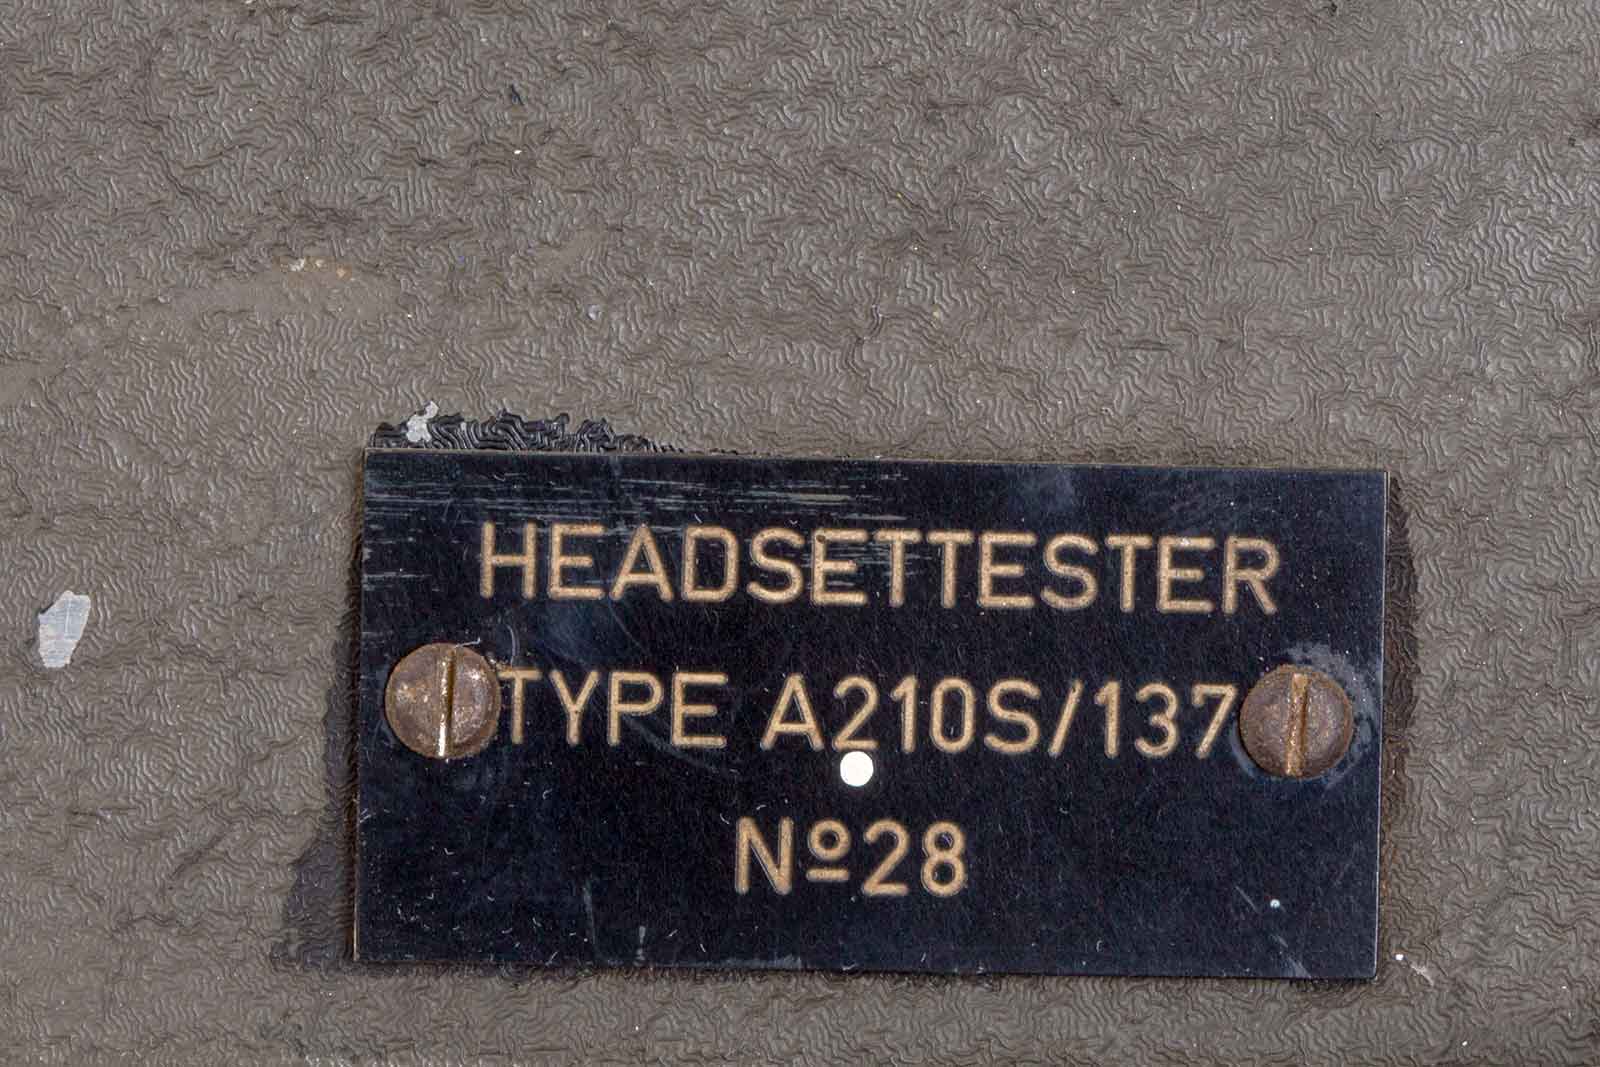 HEADSETTESTER
TYPE A210S/137
Nº28